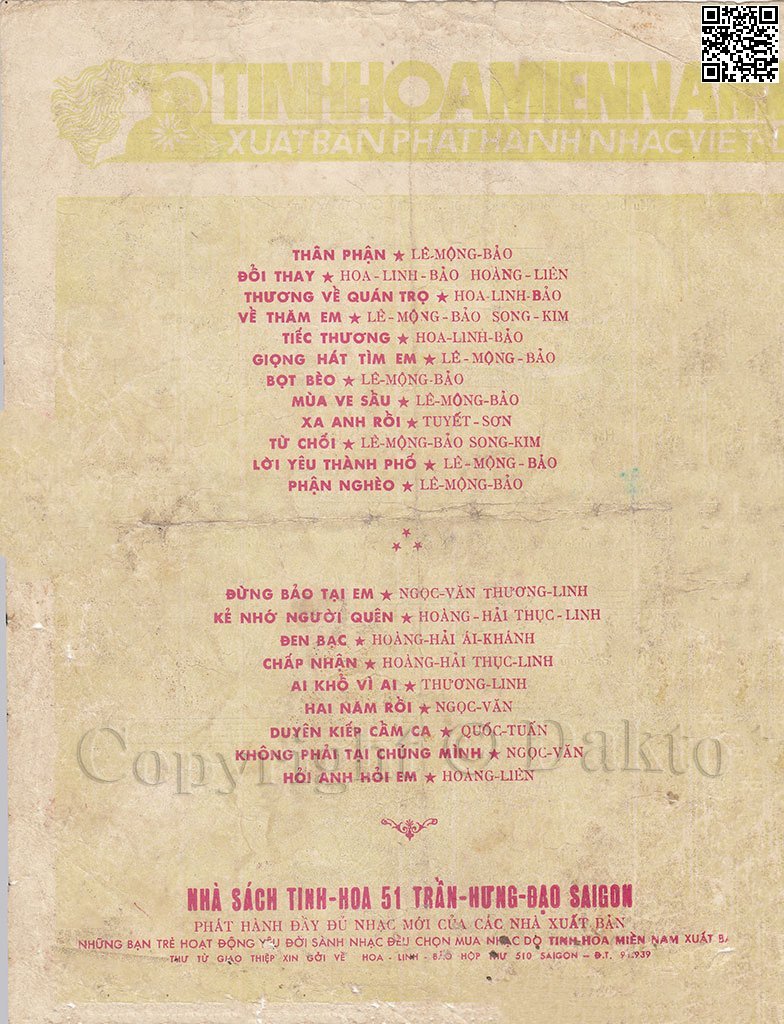 TINH HOA MIEN NAM
XUAT BAN PHAT HANH NHAC VIET-
THÂN PHẬN ★ LÊ-MỘNG-BẢO
ĐỔI THAY ★ HOA-LINH-BẢO HOÀNG-LIÊN
THƯƠNG VỀ QUÁN TRỌ ★ HOA-LINH-BẢO
VỀ THĂM EM ★ LÊ-MỘNG-BẢO SONG-KIM
TIẾC THƯƠNG ★ HOA-LINH-BẢO
GIỌNG HÁT TÌM EM ★ LÊ-MỘNG-BẢO
BỌT BÈO ★ LÊ-MỘNG-BẢO
MÙA VE SẦU ★ LÊ-MỘNG-BẢO
XA ANH RỒI ★ TUYẾT-SƠN
TỪ CHỐI ★ LÊ-MỘNG-BẢO SONG-KIM
LỜI YÊU THÀNH PHỐ ★ LÊ-MỘNG-BẢO
PHẬN NGHÈO ★ LÊ-MỘNG-BẢO
ĐỪNG BẢO TẠI EM ★ NGỌC-VĂN THƯƠNG-LINH
KẺ NHỚ NGƯỜI QUÊN ★ HOÀNG-HẢI THỤC-LINH
ĐEN BẠC ★ HOÀNG-HẢI ÁI-KHÁNH
CHẤP NHẬN ★ HOÀNG-HẢI THỤC-LINH
AI KHỔ VÌ AI ★ THƯƠNG-LINH
HAI NĂM RỒI ★ NGỌC-VĂN
DUYÊN KIẾP CẦM CA ★ QUỐC-TUẤN
KHÔNG PHẢI TẠI CHÚNG MÌNH ★ NGỌC-VĂN
Copyright © Dakto
HỎI ANH HỎI EM ★ HOÀNG-LIÊN
NHÀ SÁCH TINH-HOA 51 TRẦN-HƯNG-ĐẠO SAIGON
PHÁT HÀNH ĐẦY ĐỦ NHẠC MỚI CỦA CÁC NHÀ XUẤT BẢN
NHỮNG BẠN TRẺ HOẠT ĐỘNG YÊU ĐỜI SÀNH NHẠC ĐỀU CHỌN MUA NHẠC DO TINH-HOA MIỀN NAM XUẤT BẢ
THƯ TỪ GIAO THIỆP XIN GỞI VỀ HOA-LINH-BẢO HỘP THƯ 510 SAIGON – Đ.T.